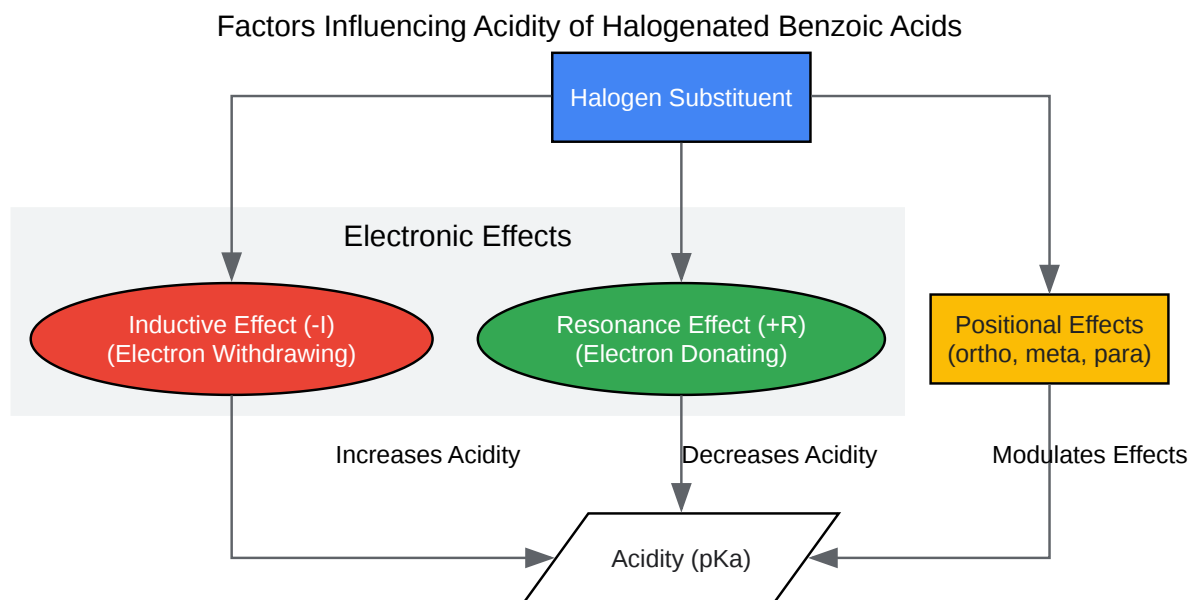 Factors Influencing Acidity of Halogenated Benzoic Acids
Halogen Substituent
Electronic Effects
Inductive Effect (-I)
(Electron Withdrawing)
Resonance Effect (+R)
(Electron Donating)
Positional Effects
(ortho, meta, para)
Increases Acidity
Decreases Acidity
Modulates Effects
Acidity (pKa)